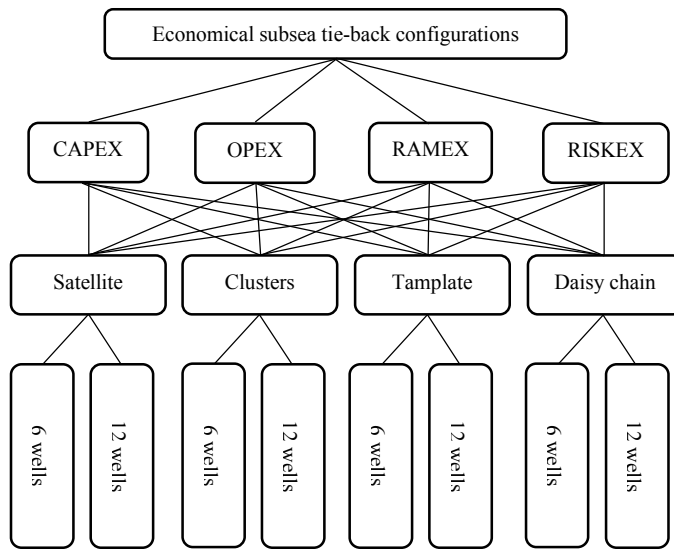 Economical subsea tie-back configurations
CAPEX
OPEX
RAMEX
RISKEX
Satellite
Clusters
Tamplate
Daisy chain
6 wells
12 wells
6 wells
12 wells
6 wells
12 wells
6 wells
12 wells